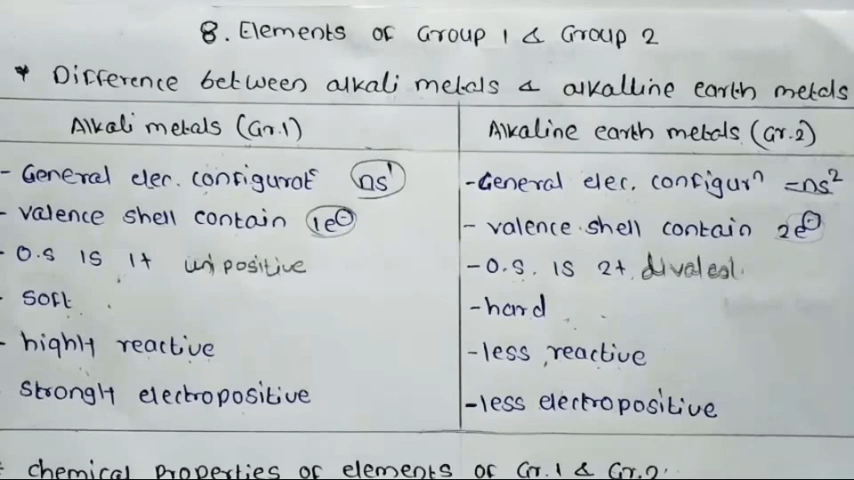 8. Elements of Group 1 & Group 2
* Difference between alkali metals & alkalline earth metals
Alkali metals (Gr.1)
- General elec. configurat ns¹
- valence shell contain 1e⊖
- O.S is 1+ unipositive
- soft
- highly reactive
strongly electropositive
Alkaline earth metals (Gr.2)
- General elec. configurⁿ = ns²
- valence shell contain 2e⊖
- O.S. is 2+
- hard
- less reactive
- less electropositive
chemical properties of elements of Gr.1 & Gr.2.